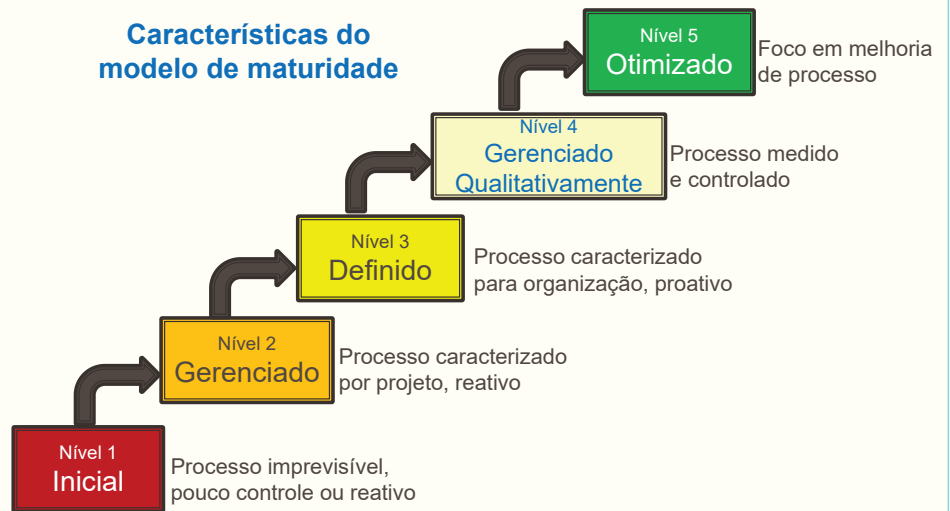 Características do
modelo de maturidade
Nível 5
Otimizado
Foco em melhoria
de processo
Nível 4
Gerenciado
Qualitativamente
Processo medido
e controlado
Nível 3
Definido
Processo caracterizado
para organização, proativo
Nível 2
Gerenciado
Processo caracterizado
por projeto, reativo
Nível 1
Inicial
Processo imprevisível,
pouco controle ou reativo